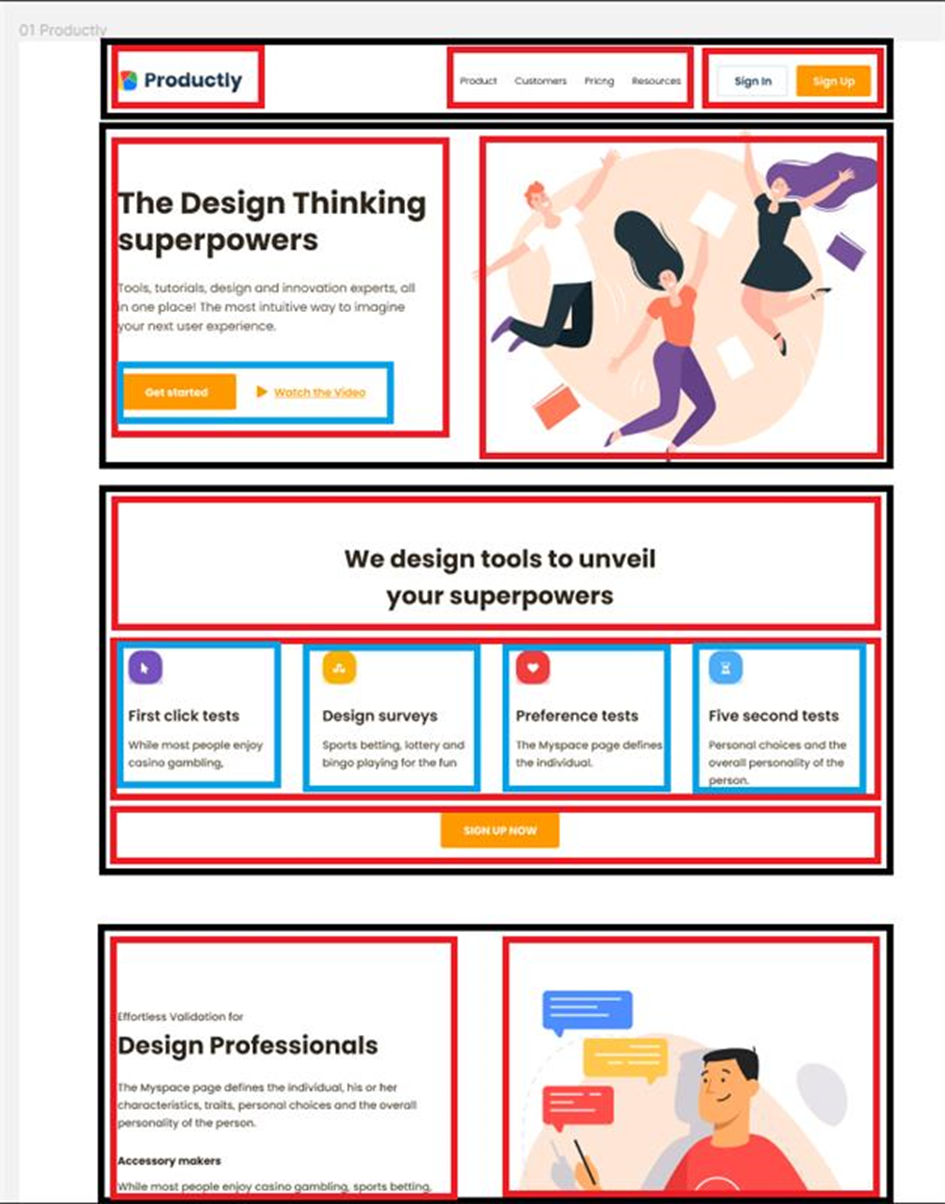 01 Productly
Productly
Product Customers Pricng Resources
Sign In
Sign Up
The Design Thinking
superpowers
Tools, tutorials, design and innovation experts, all
in one place! The most intuitive way to imagine
your next user experience.
Get started
Watch the Video
We design tools to unveil
your superpowers
First click tests
While most people enjoy
casino gambling,
Design surveys
Sports betting, lottery and
bingo playing for the fun
Preference tests
The Myspace page defines
the individual.
Five second tests
Personal choices and the
overall personality of the
person.
SIGN UP NOW
Effortless Validation for
Design Professionals
The Myspace page defines the individual, his or her
characteristics, traits, personal choices and the overall
personality of the person.
Accessory makers
While most people enjoy casino gambling, sports betting,